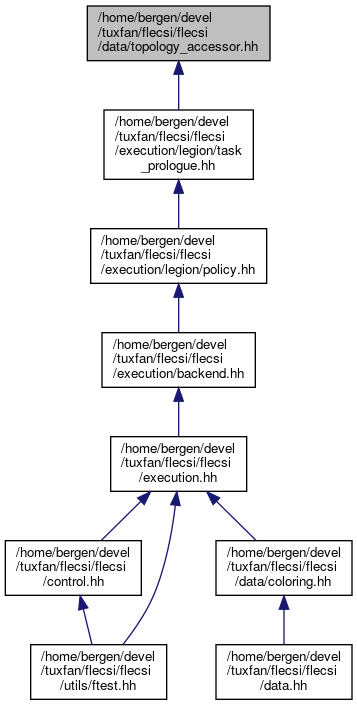 /home/bergen/devel
/tuxfan/flecsi/flecsi
/data/topology_accessor.hh
/home/bergen/devel
/tuxfan/flecsi/flecsi
/execution/legion/task
_prologue.hh
/home/bergen/devel
/tuxfan/flecsi/flecsi
/execution/legion/policy.hh
/home/bergen/devel
/tuxfan/flecsi/flecsi
/execution/backend.hh
/home/bergen/devel
/tuxfan/flecsi/flecsi
/execution.hh
/home/bergen/devel
/tuxfan/flecsi/flecsi
/control.hh
/home/bergen/devel
/tuxfan/flecsi/flecsi
/data/coloring.hh
/home/bergen/devel
/tuxfan/flecsi/flecsi
/utils/ftest.hh
/home/bergen/devel
/tuxfan/flecsi/flecsi
/data.hh